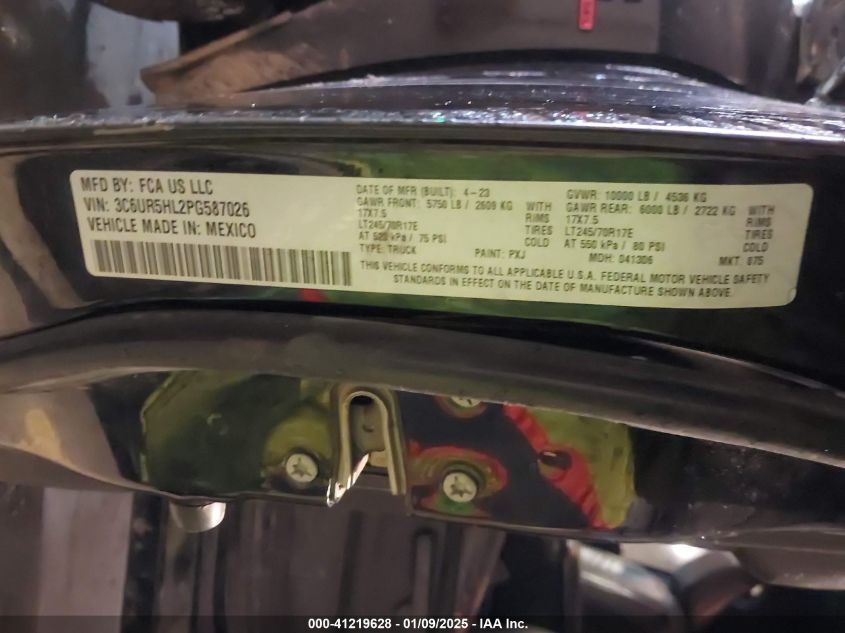 MFD BY: FCA US LLC
VIN: 3C6UR5HL2PG587026
VEHICLE MADE IN: MEXICO
DATE OF MFR (BUILT): 4-23
GAWR FRONT: 5750 LB / 2609 KG WITH
17X7.5 RIMS
LT245/70R17E TIRES
AT 520 kPa / 75 PSI COLD
TYPE: TRUCK PAINT: PXJ
GVWR: 10000 LB / 4536 KG
GAWR REAR: 6000 LB / 2722 KG WITH
17X7.5 RIMS
LT245/70R17E TIRES
AT 550 kPa / 80 PSI COLD
MDH: 041306 MKT: 675
THIS VEHICLE CONFORMS TO ALL APPLICABLE U.S.A. FEDERAL MOTOR VEHICLE SAFETY
STANDARDS IN EFFECT ON THE DATE OF MANUFACTURE SHOWN ABOVE.
000-41219628 - 01/09/2025 - IAA Inc.